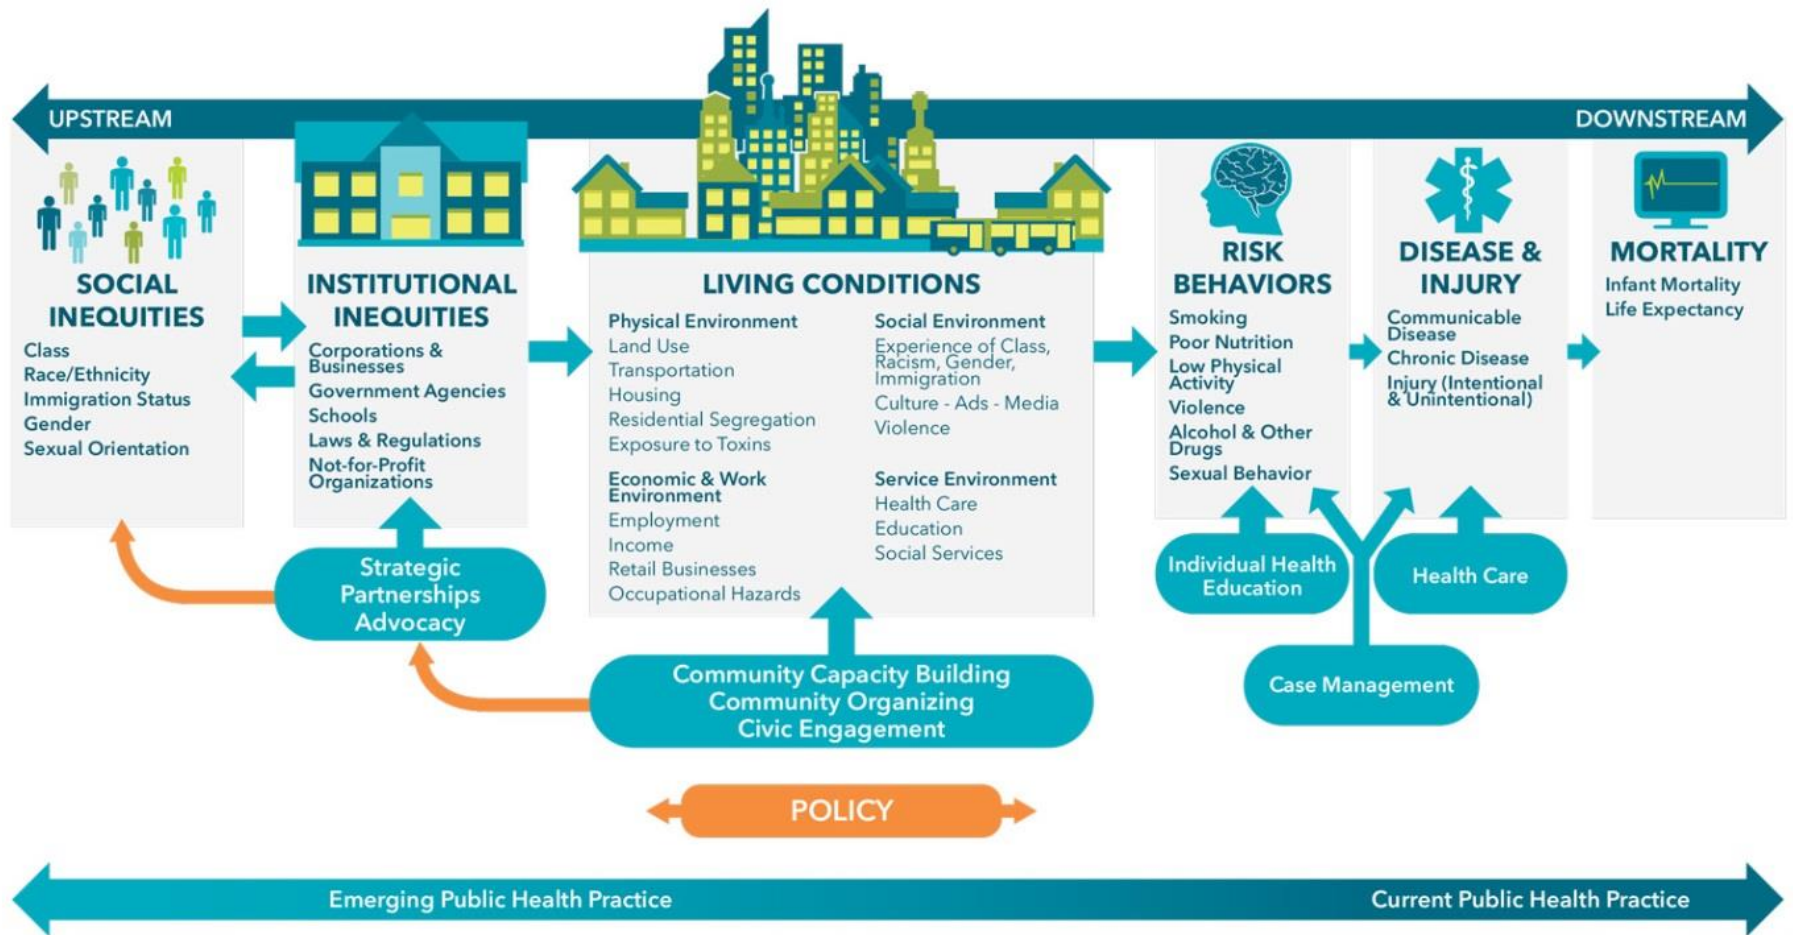 UPSTREAM
DOWNSTREAM
SOCIAL
INEQUITIES
Class
Race/Ethnicity
Immigration Status
Gender
Sexual Orientation
INSTITUTIONAL
INEQUITIES
Corporations &
Businesses
Government Agencies
Schools
Laws & Regulations
Not-for-Profit
Organizations
LIVING CONDITIONS
Physical Environment
Land Use
Transportation
Housing
Residential Segregation
Exposure to Toxins
Economic & Work
Environment
Employment
Income
Retail Businesses
Occupational Hazards
Social Environment
Experience of Class,
Racism, Gender,
Immigration
Culture - Ads - Media
Violence
Service Environment
Health Care
Education
Social Services
RISK
BEHAVIORS
Smoking
Poor Nutrition
Low Physical
Activity
Violence
Alcohol & Other
Drugs
Sexual Behavior
DISEASE &
INJURY
Communicable
Disease
Chronic Disease
Injury (Intentional
& Unintentional)
MORTALITY
Infant Mortality
Life Expectancy
Strategic
Partnerships
Advocacy
Community Capacity Building
Community Organizing
Civic Engagement
Individual Health
Education
Health Care
Case Management
POLICY
Emerging Public Health Practice
Current Public Health Practice